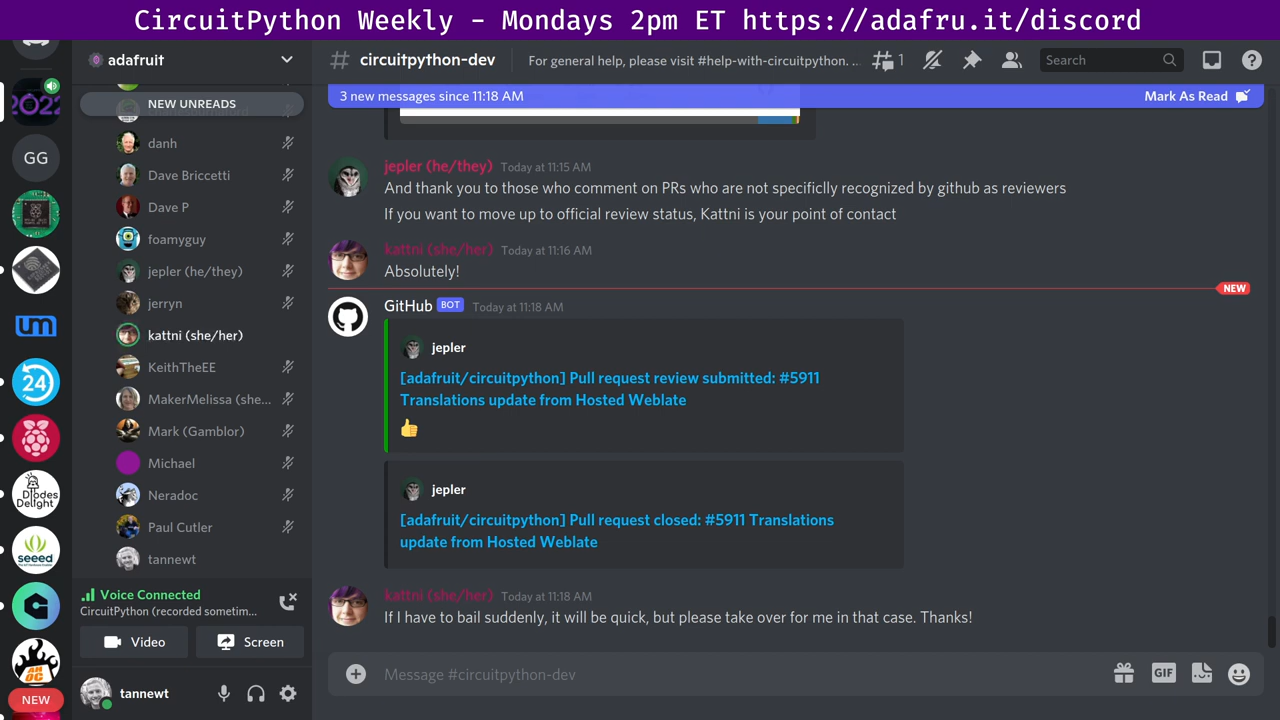 CircuitPython Weekly - Mondays 2pm ET https://adafru.it/discord
adafruit
NEW UNREADS
danh
Dave Briccetti
Dave P
foamyguy
jepler (he/they)
jerryn
kattni (she/her)
KeithTheEE
MakerMelissa (she...
Mark (Gamblor)
Michael
Neradoc
Paul Cutler
tannewt
Voice Connected
CircuitPython (recorded sometim...
Video
Screen
tannewt
2022
GG
um
24
Diodes
Delight
seeed
NEW
# circuitpython-dev
For general help, please visit #help-with-circuitpython. ...
1
Search
3 new messages since 11:18 AM
Mark As Read
jepler (he/they) Today at 11:15 AM
And thank you to those who comment on PRs who are not specificlly recognized by github as reviewers
If you want to move up to official review status, Kattni is your point of contact
kattni (she/her) Today at 11:16 AM
Absolutely!
NEW
GitHub BOT Today at 11:18 AM
jepler
[adafruit/circuitpython] Pull request review submitted: #5911
Translations update from Hosted Weblate
jepler
[adafruit/circuitpython] Pull request closed: #5911 Translations
update from Hosted Weblate
kattni (she/her) Today at 11:18 AM
If I have to bail suddenly, it will be quick, but please take over for me in that case. Thanks!
Message #circuitpython-dev
GIF